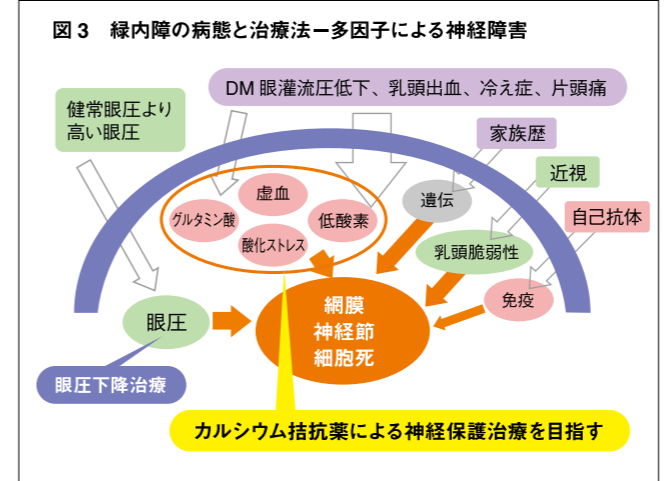 図3 緑内障の病態と治療法ー多因子による神経障害
DM 眼灌流圧低下、乳頭出血、冷え症、片頭痛
健常眼圧より
高い眼圧
家族歴
近視
自己抗体
虚血
グルタミン酸
低酸素
酸化ストレス
遺伝
乳頭脆弱性
免疫
眼圧
網膜
神経節
細胞死
眼圧下降治療
カルシウム拮抗薬による神経保護治療を目指す